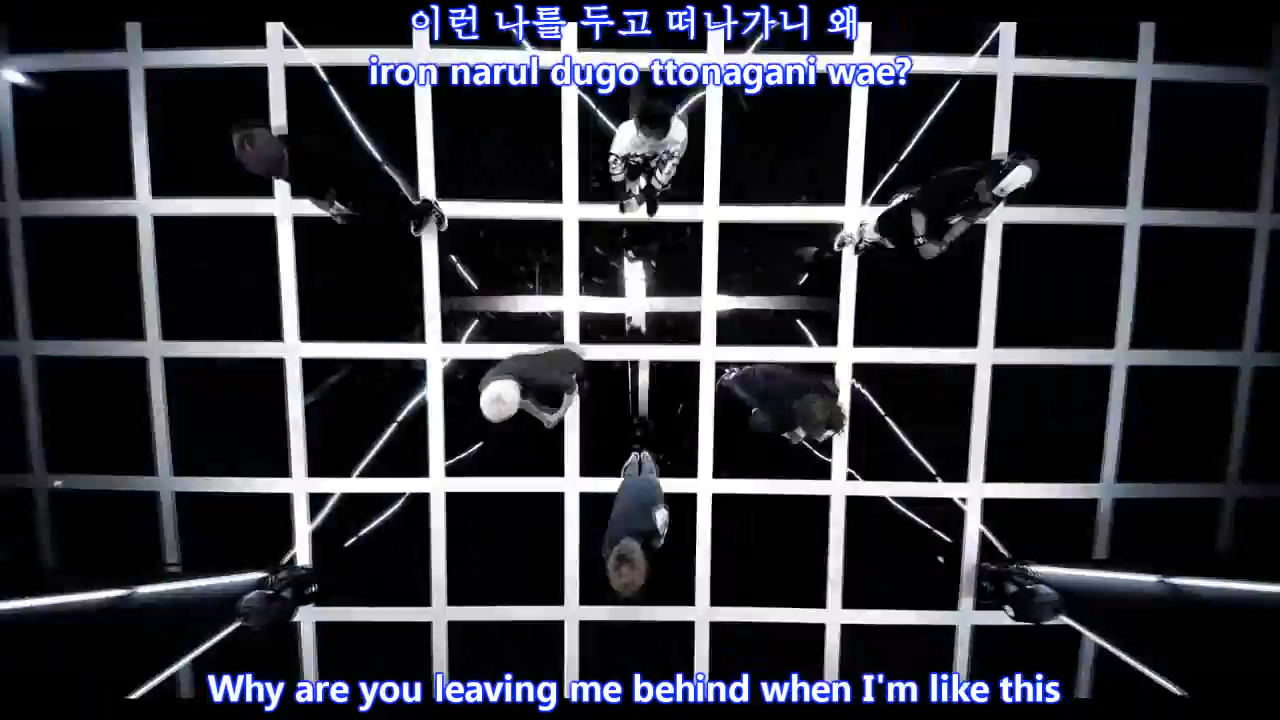 이런 나를 두고 떠나가니 왜
iron narul dugo ttonagani wae?
Why are you leaving me behind when I'm like this